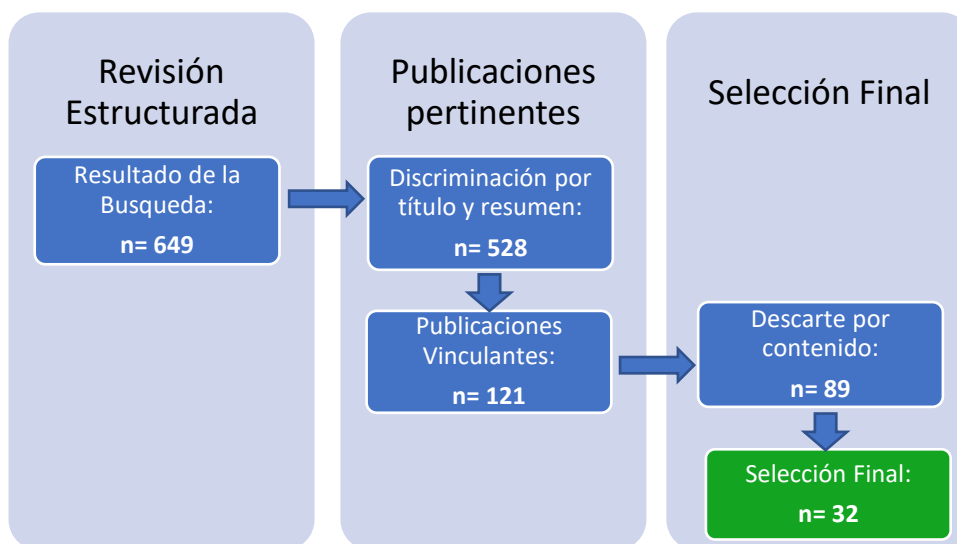 Revisión
Estructurada
Resultado de la
Busqueda:
n= 649
Publicaciones
pertinentes
Discriminación por
título y resumen:
n= 528
Publicaciones
Vinculantes:
n= 121
Selección Final
Descarte por
contenido:
n= 89
Selección Final:
n= 32